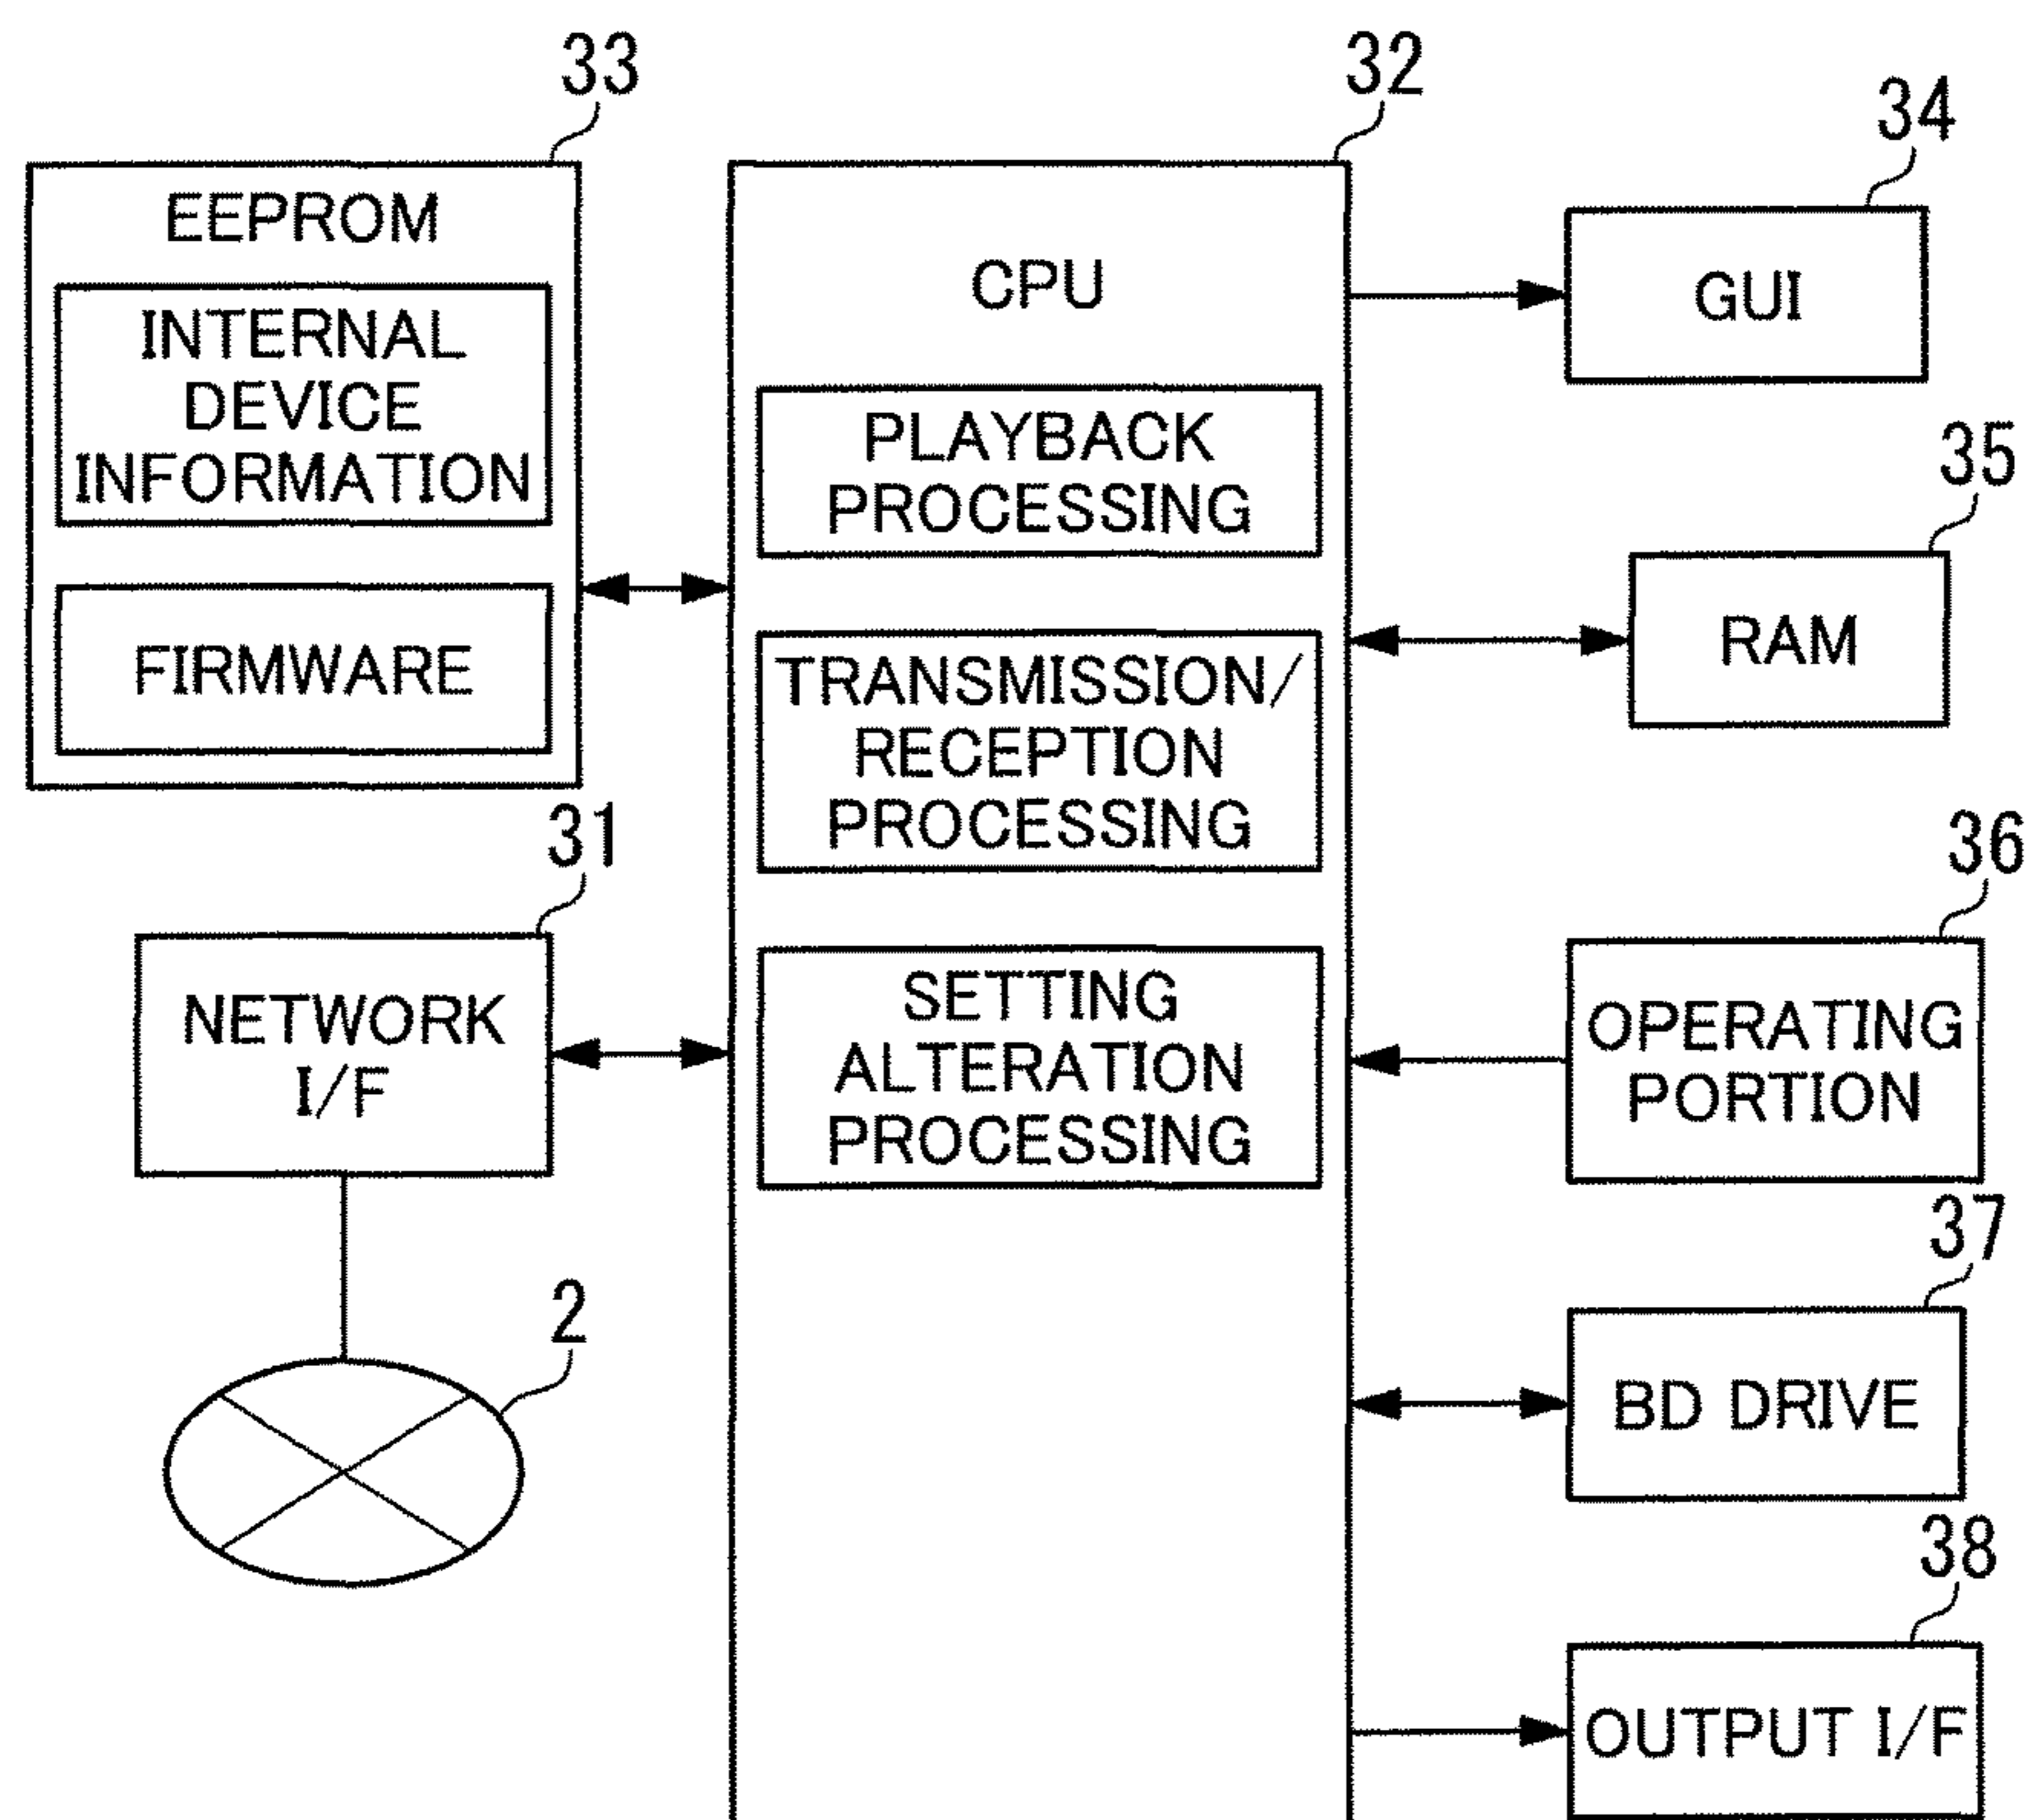 33
EEPROM
INTERNAL
DEVICE
INFORMATION
FIRMWARE
31
NETWORK
I/F
2
32
CPU
PLAYBACK
PROCESSING
TRANSMISSION/
RECEPTION
PROCESSING
SETTING
ALTERATION
PROCESSING
34
GUI
35
RAM
36
OPERATING
PORTION
37
BD DRIVE
38
OUTPUT I/F